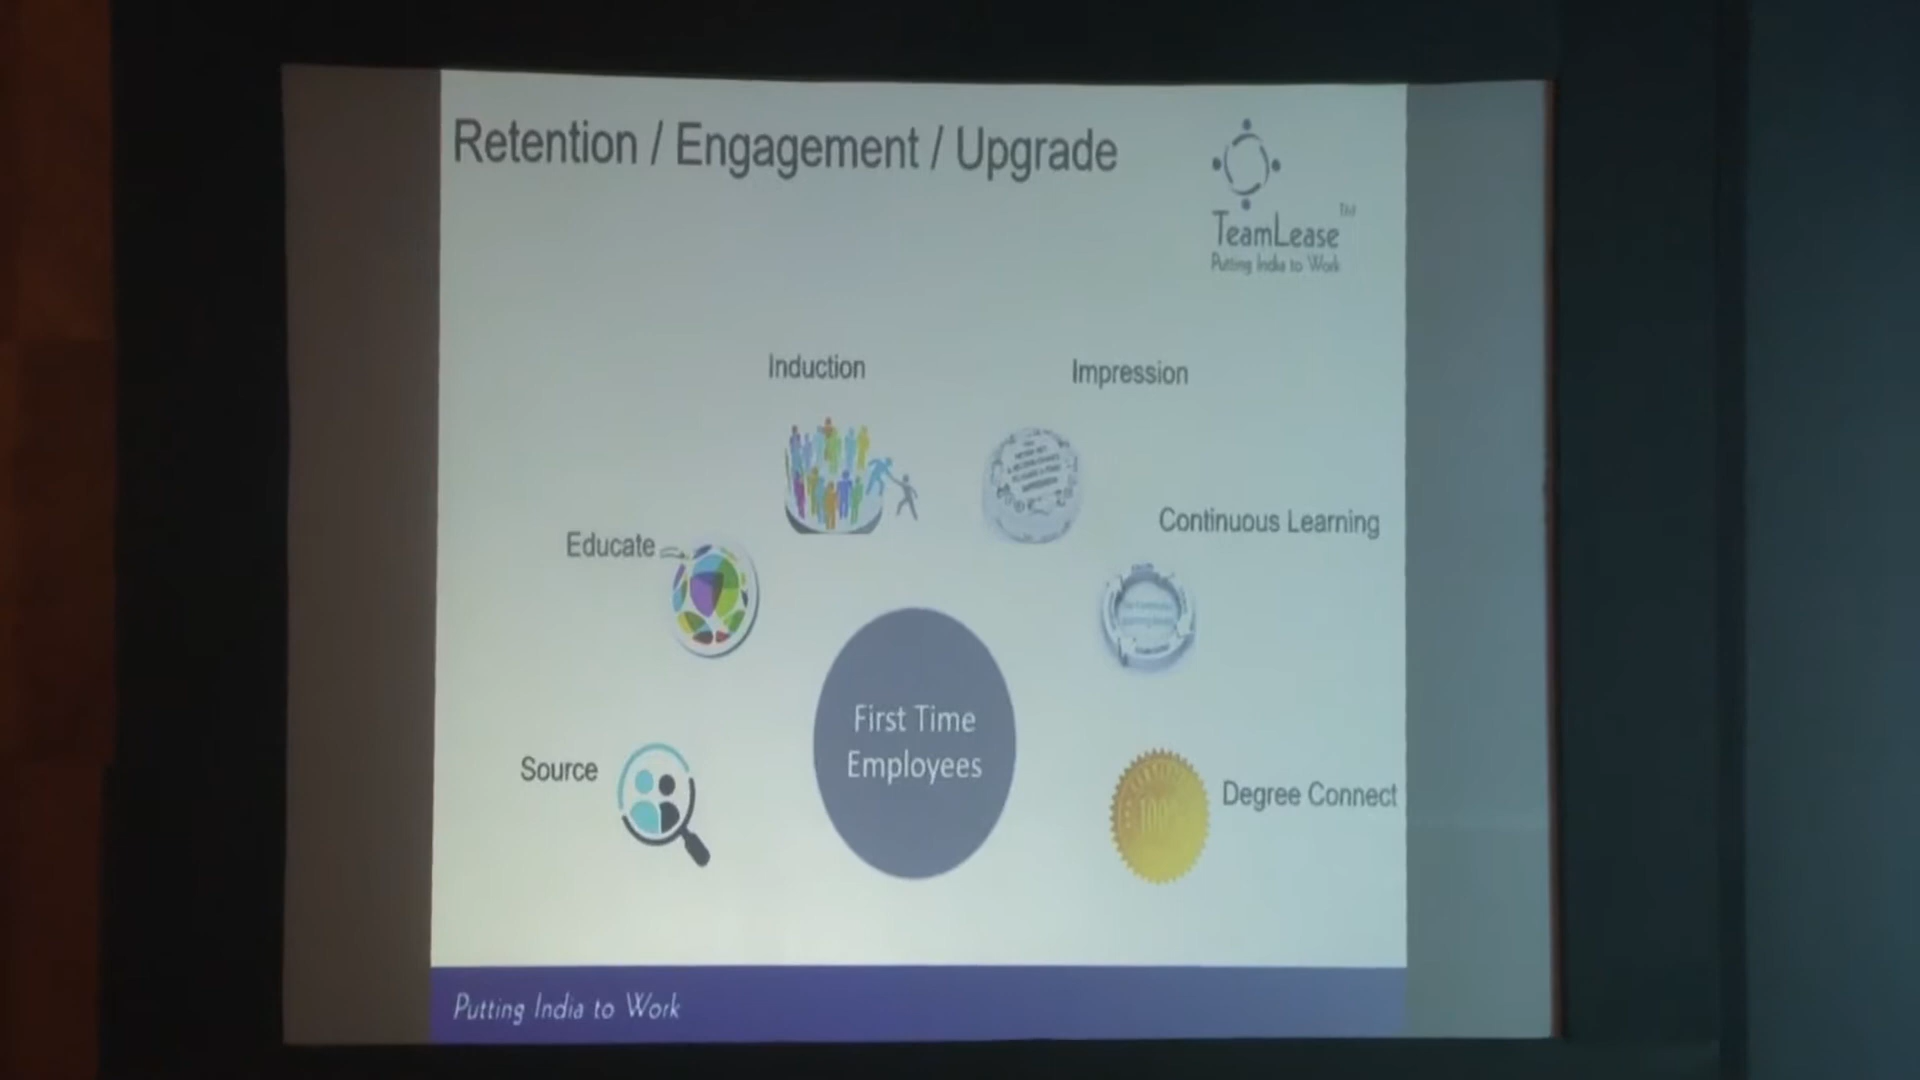 Retention / Engagement / Upgrade
TM
TeamLease
Putting India to Work
Induction
Impression
Educate
Continuous Learning
Source
First Time
Employees
Degree Connect
Putting India to Work